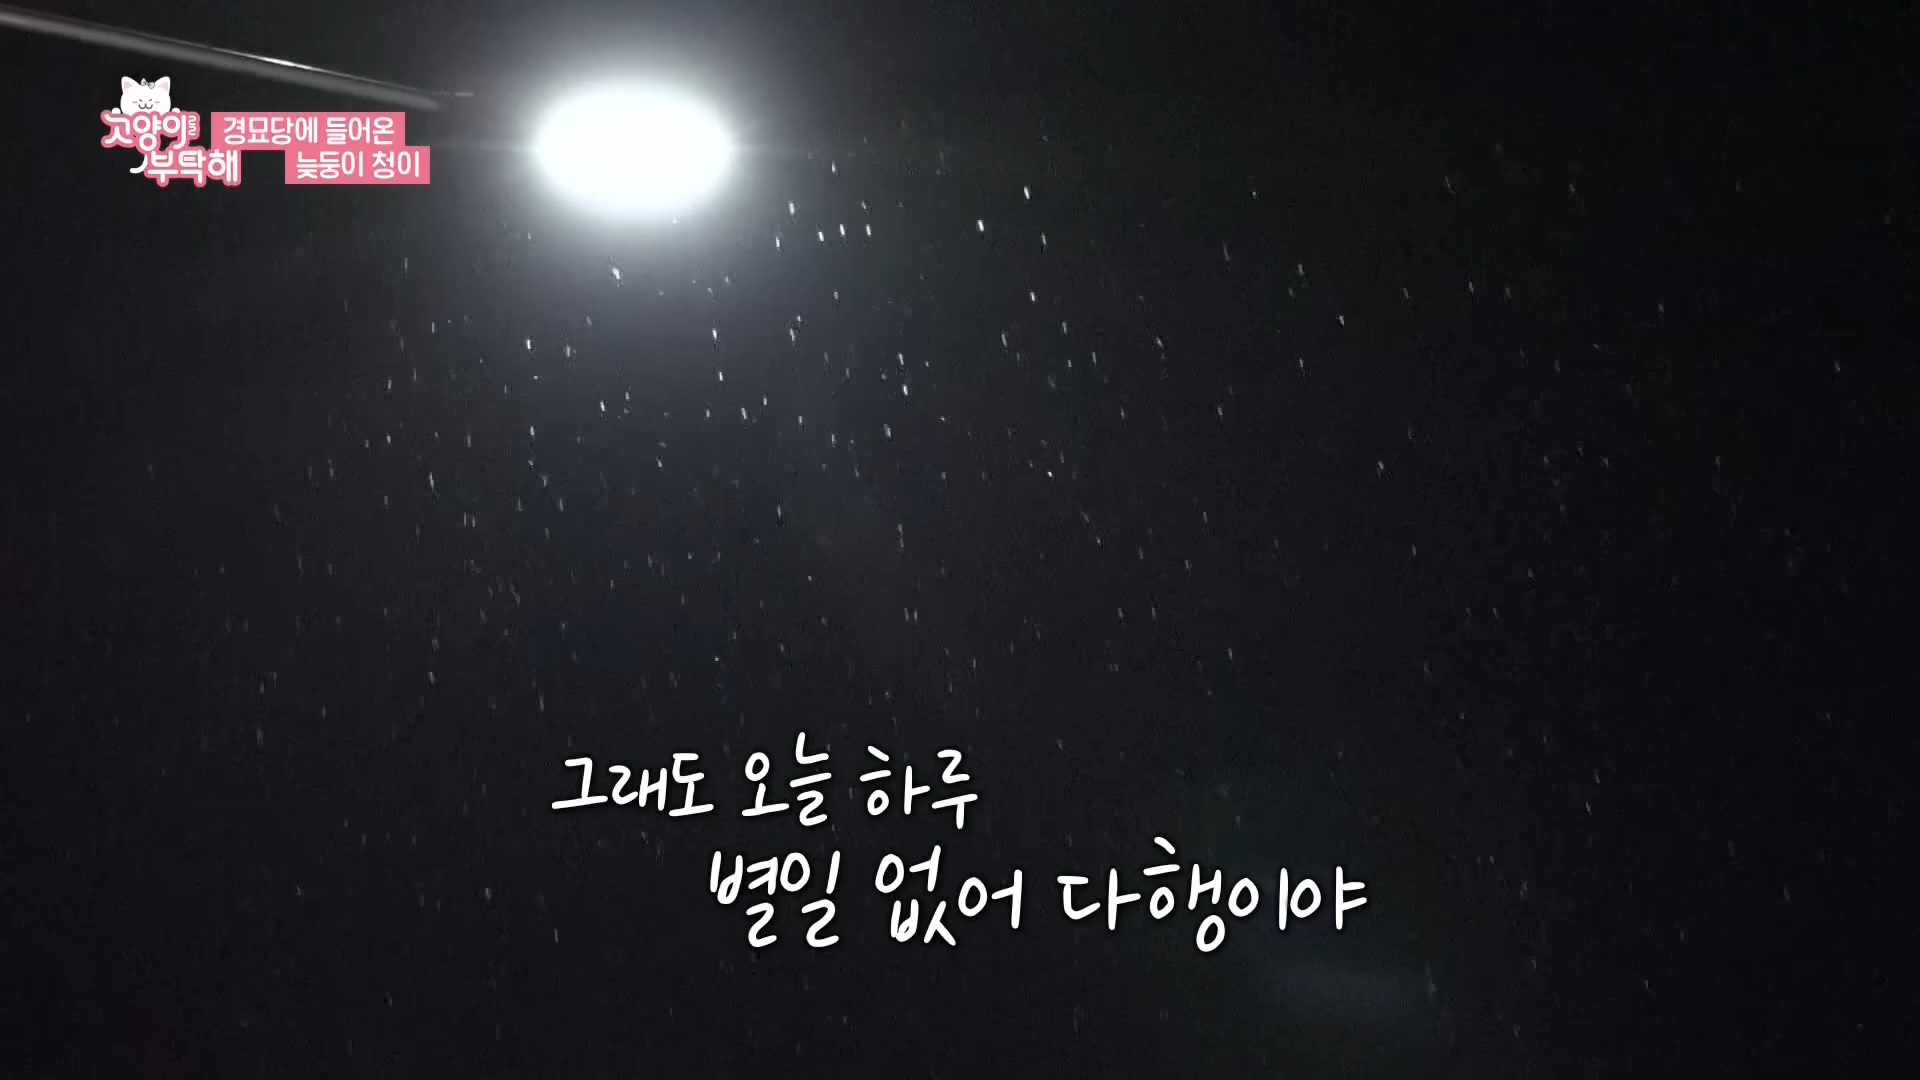 고양이를
부탁해
경묘당에 들어온
늦둥이 청이
그래도 오늘 하루
별일 없어 다행이야